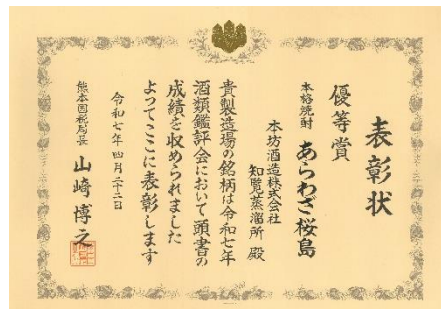 表彰状
優等賞
本格焼酎 あらわざ桜島
本坊酒造株式会社
知覧蒸溜所 殿
貴製造場の銘柄は令和七年
酒類鑑評会において頭書の
成績を収められました
よってここに表彰します
令和七年四月二十二日
熊本国税局長 山崎博之